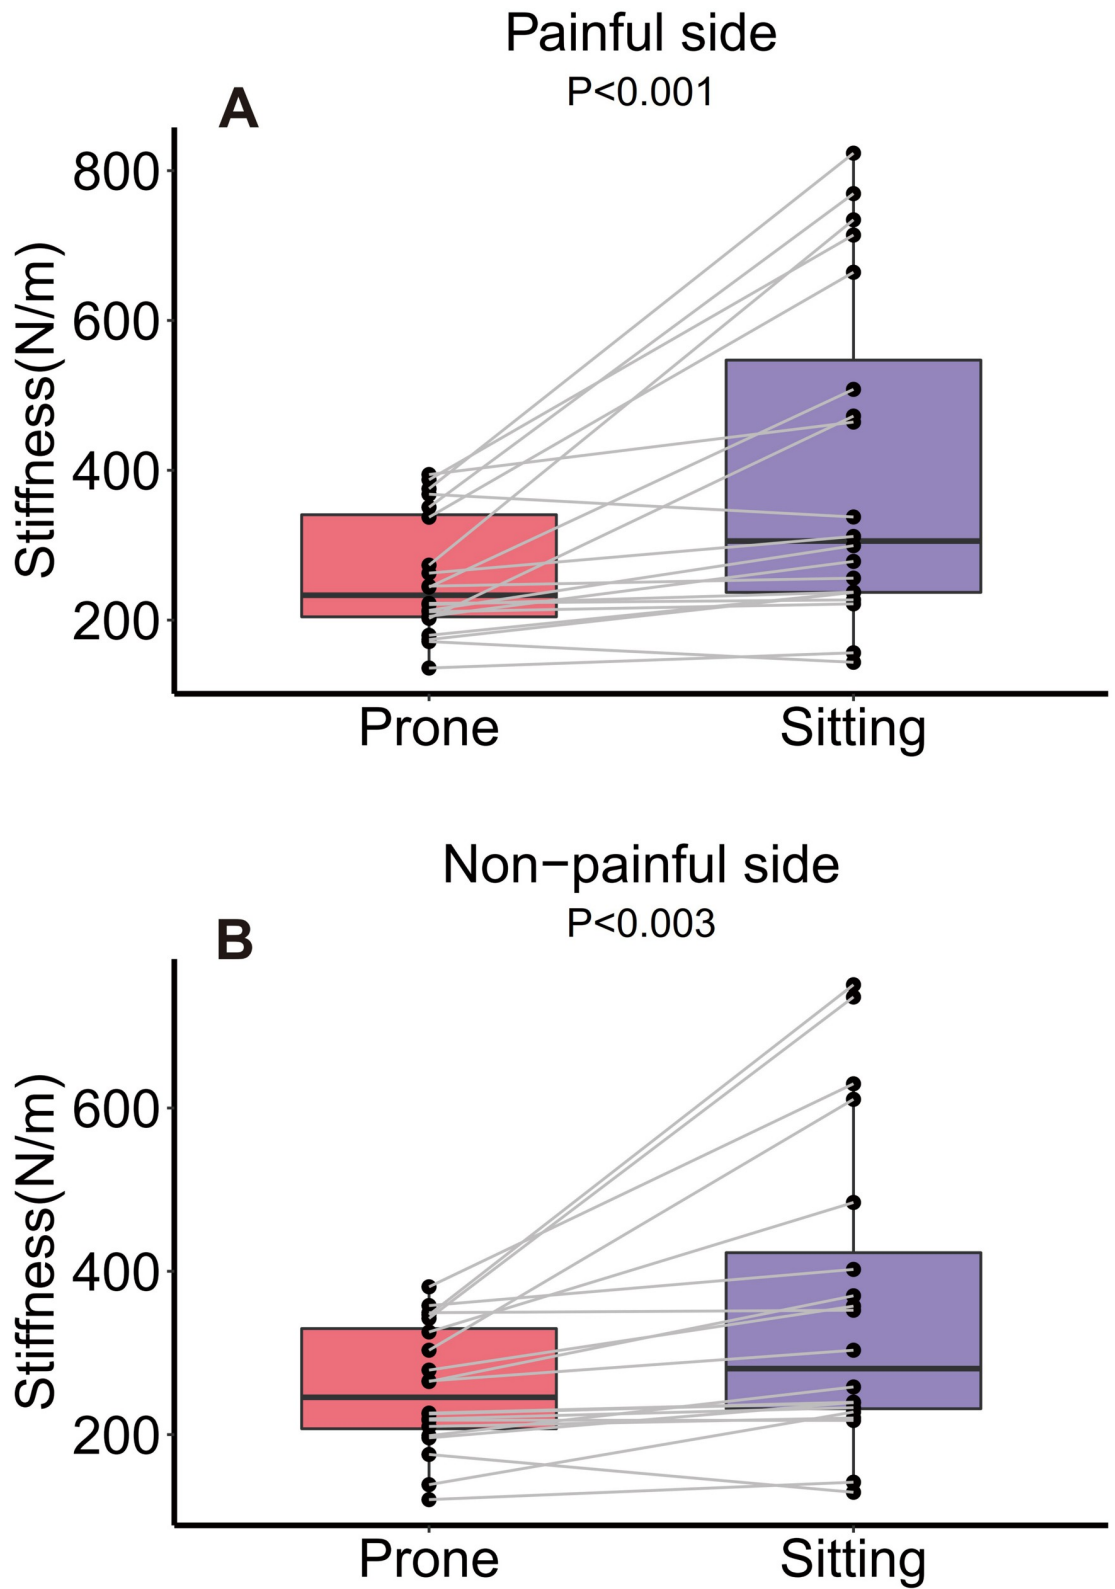 Painful side
P<0.001
A
Stiffness(N/m)
800
600
400
200
Prone
Sitting
Non−painful side
P<0.003
B
Stiffness(N/m)
600
400
200
Prone
Sitting